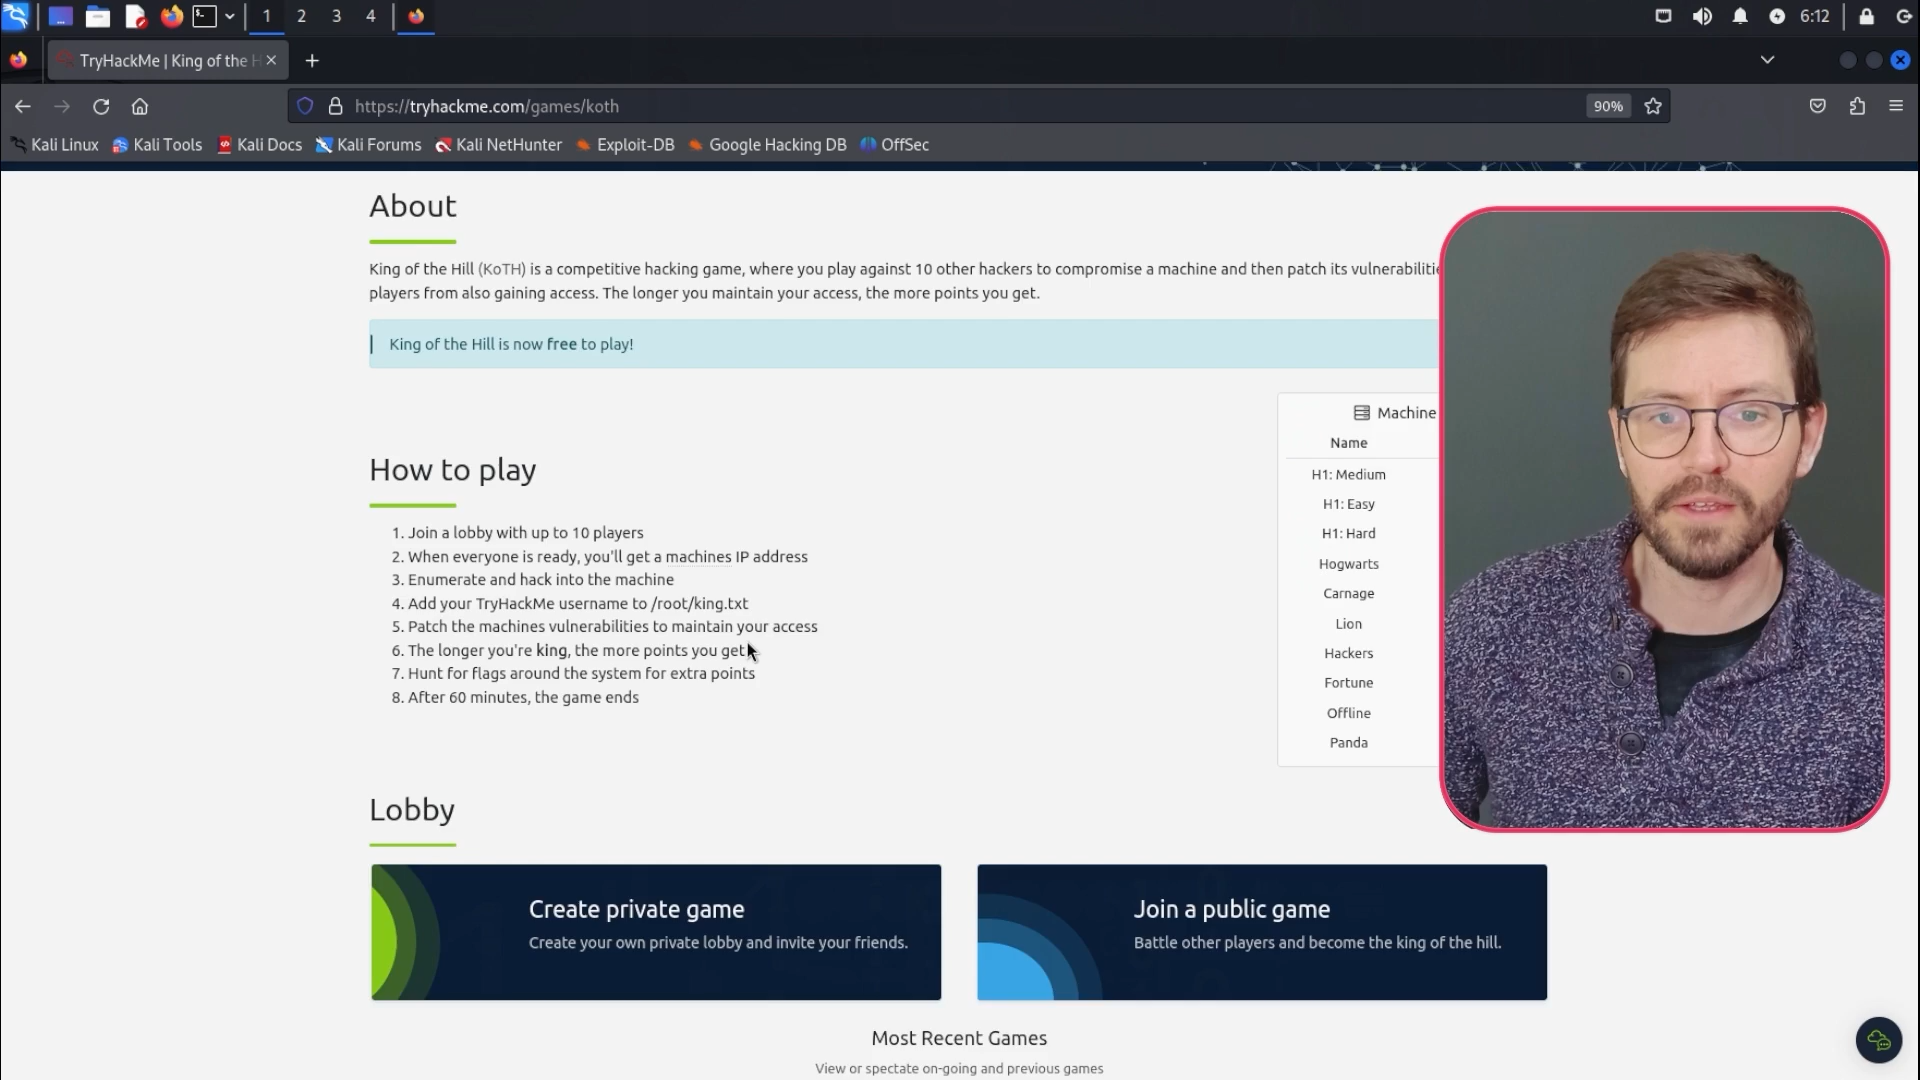 1
2
3
4
6:12
TryHackMe | King of the H
https://tryhackme.com/games/koth
90%
Kali Linux
Kali Tools
Kali Docs
Kali Forums
Kali NetHunter
Exploit-DB
Google Hacking DB
OffSec
About
King of the Hill (KoTH) is a competitive hacking game, where you play against 10 other hackers to compromise a machine and then patch its vulnerabilitie
players from also gaining access. The longer you maintain your access, the more points you get.
King of the Hill is now free to play!
How to play
1. Join a lobby with up to 10 players
2. When everyone is ready, you'll get a machines IP address
3. Enumerate and hack into the machine
4. Add your TryHackMe username to /root/king.txt
5. Patch the machines vulnerabilities to maintain your access
6. The longer you're king, the more points you get
7. Hunt for flags around the system for extra points
8. After 60 minutes, the game ends
Machine
Name
H1: Medium
H1: Easy
H1: Hard
Hogwarts
Carnage
Lion
Hackers
Fortune
Offline
Panda
Lobby
Create private game
Create your own private lobby and invite your friends.
Join a public game
Battle other players and become the king of the hill.
Most Recent Games
View or spectate on-going and previous games